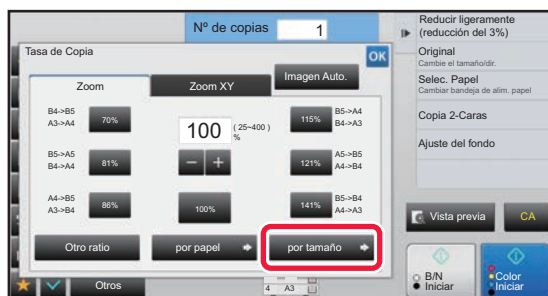 Nº de copias 1
Tasa de Copia
OK
Zoom
Zoom XY
Imagen Auto.
B4->B5
A3->A4
70%
B5->A5
B4->A4
81%
A4->B5
A3->B4
86%
100 (25~400) %
− +
100%
115%
B5->A4
B4->A3
121%
A5->B5
A4->B4
141%
B5->B4
A4->A3
Otro ratio
por papel
por tamaño
Otros
4 A3
Reducir ligeramente
(reducción del 3%)
Original
Cambie el tamaño/dir.
Selec. Papel
Cambiar bandeja de alim. papel
Copia 2-Caras
Ajuste del fondo
Vista previa
CA
B/N
Iniciar
Color
Iniciar